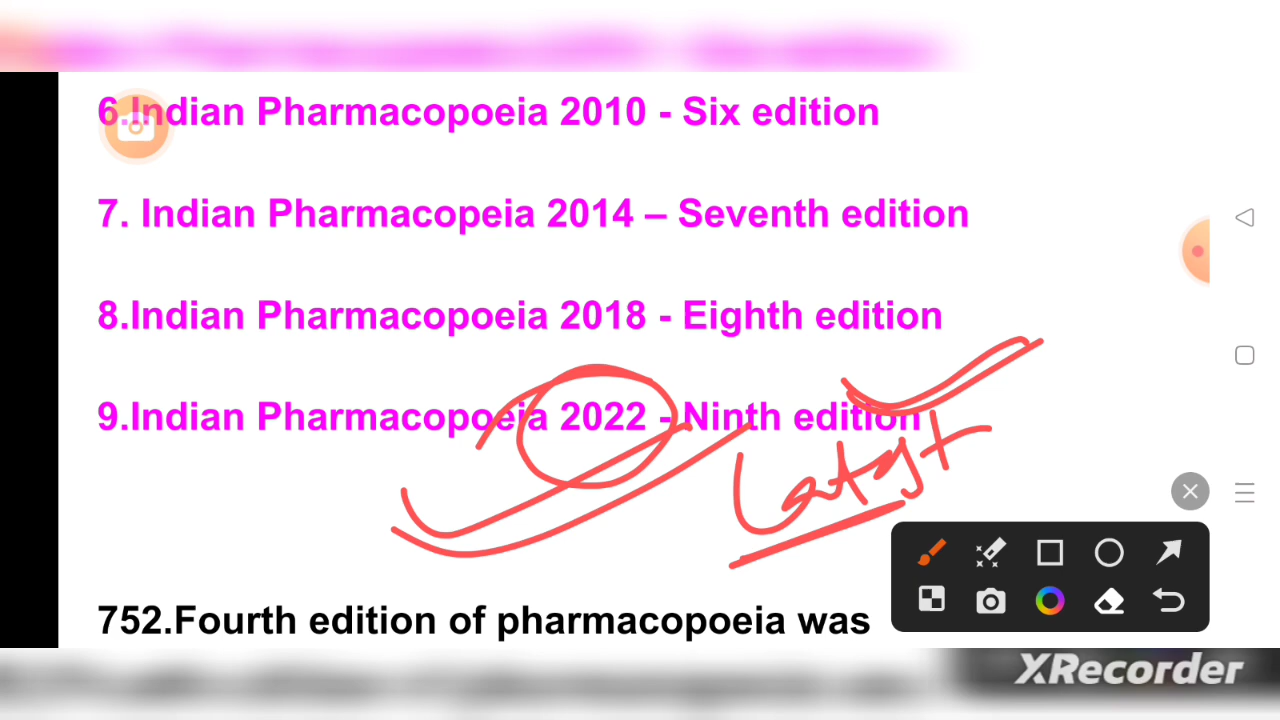 6.Indian Pharmacopoeia 2010 - Six edition
7. Indian Pharmacopeia 2014 – Seventh edition
8.Indian Pharmacopoeia 2018 - Eighth edition
9.Indian Pharmacopoeia 2022 - Ninth edition
Latest
752.Fourth edition of pharmacopoeia was
XRecorder